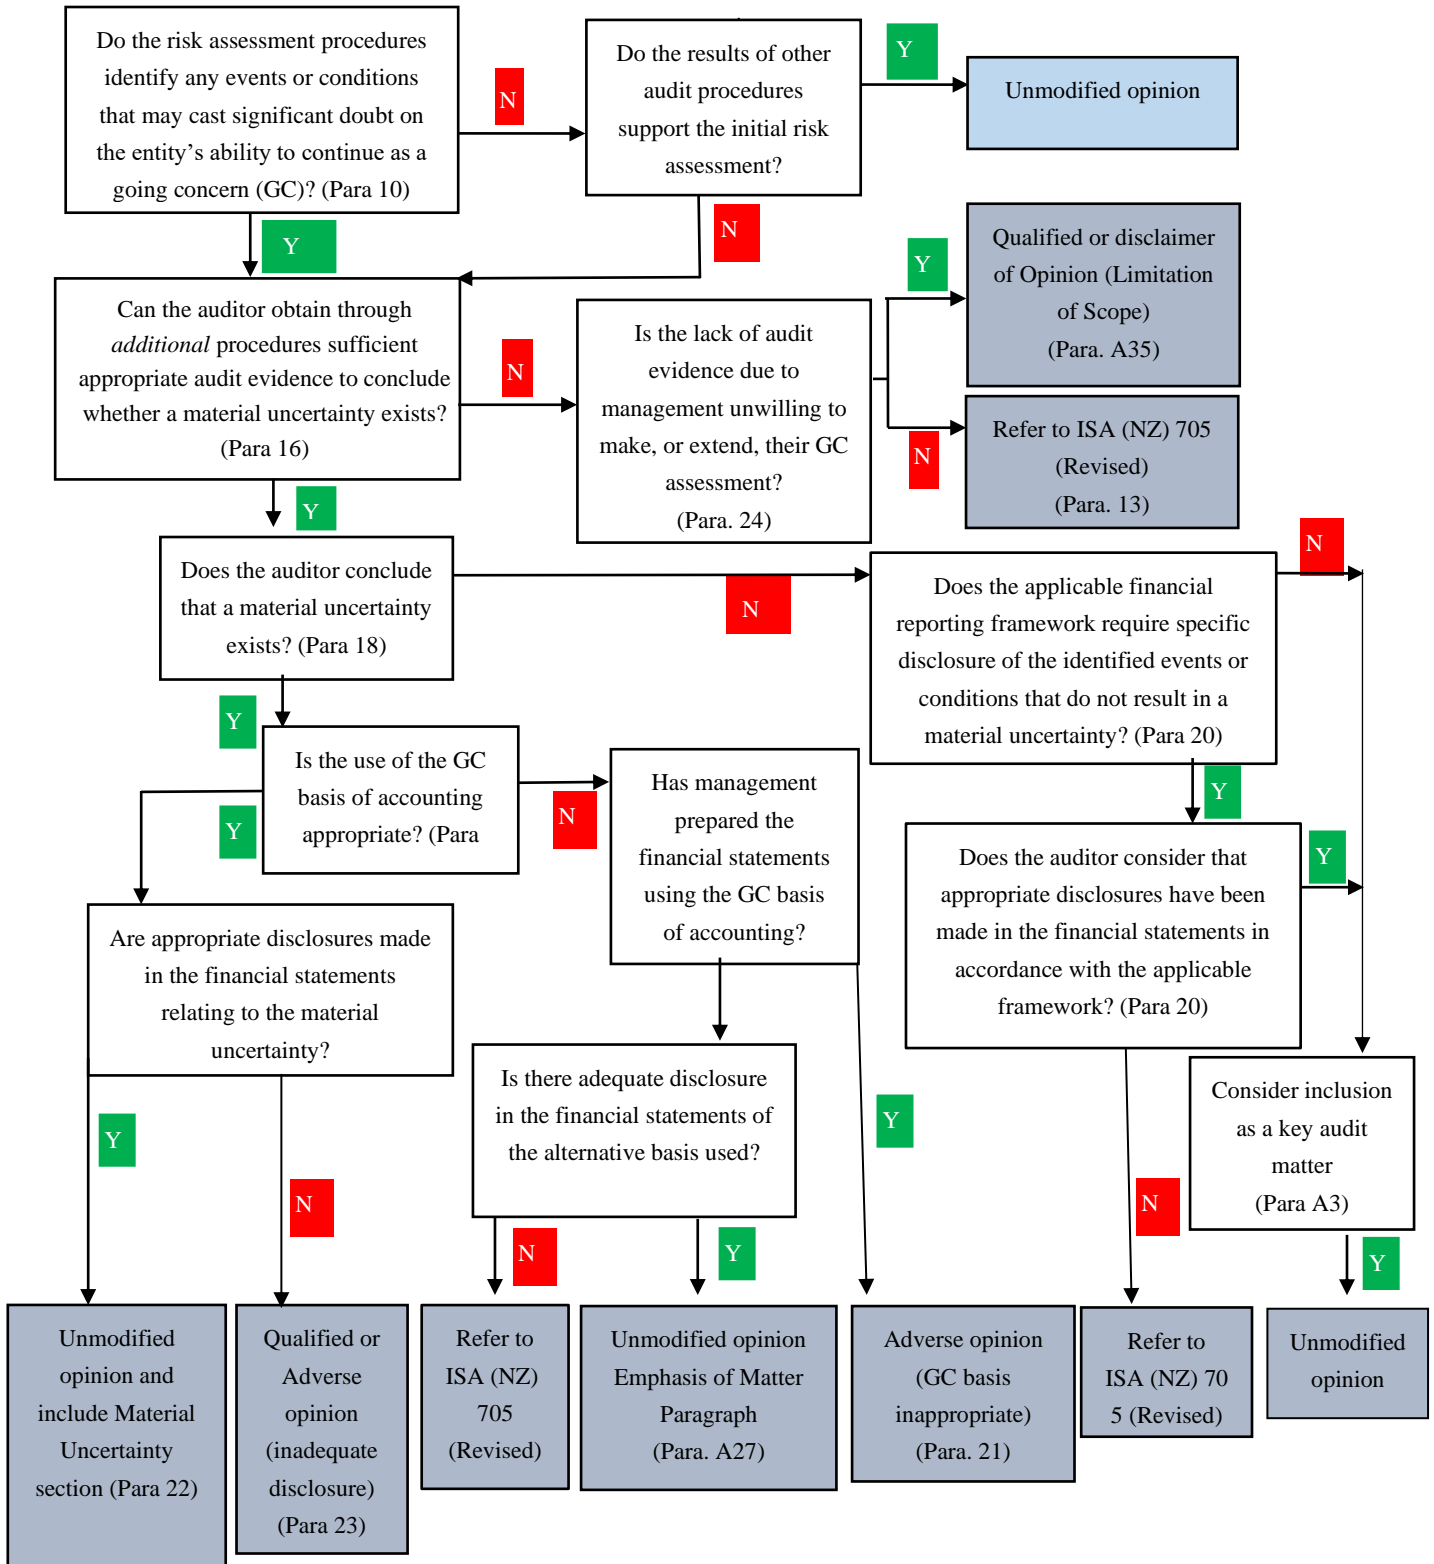 Do the risk assessment procedures
identify any events or conditions
that may cast significant doubt on
the entity’s ability to continue as a
going concern (GC)? (Para 10)
N
Do the results of other
audit procedures
support the initial risk
assessment?
Y
Unmodified opinion
Y
N
Can the auditor obtain through
additional procedures sufficient
appropriate audit evidence to conclude
whether a material uncertainty exists?
(Para 16)
N
Is the lack of audit
evidence due to
management unwilling to
make, or extend, their GC
assessment?
(Para. 24)
Y
Qualified or disclaimer
of Opinion (Limitation
of Scope)
(Para. A35)
N
Refer to ISA (NZ) 705
(Revised)
(Para. 13)
Y
Does the auditor conclude
that a material uncertainty
exists? (Para 18)
N
Does the applicable financial
reporting framework require specific
disclosure of the identified events or
conditions that do not result in a
material uncertainty? (Para 20)
N
Y
Is the use of the GC
basis of accounting
appropriate? (Para
Y
N
Has management
prepared the
financial statements
using the GC basis
of accounting?
Y
Does the auditor consider that
appropriate disclosures have been
made in the financial statements in
accordance with the applicable
framework? (Para 20)
Y
Are appropriate disclosures made
in the financial statements
relating to the material
uncertainty?
Is there adequate disclosure
in the financial statements of
the alternative basis used?
Y
Consider inclusion
as a key audit
matter
(Para A3)
Y
N
N
Y
N
Y
Unmodified
opinion and
include Material
Uncertainty
section (Para 22)
Qualified or
Adverse
opinion
(inadequate
disclosure)
(Para 23)
Refer to
ISA (NZ)
705
(Revised)
Unmodified opinion
Emphasis of Matter
Paragraph
(Para. A27)
Adverse opinion
(GC basis
inappropriate)
(Para. 21)
Refer to
ISA (NZ) 70
5 (Revised)
Unmodified
opinion